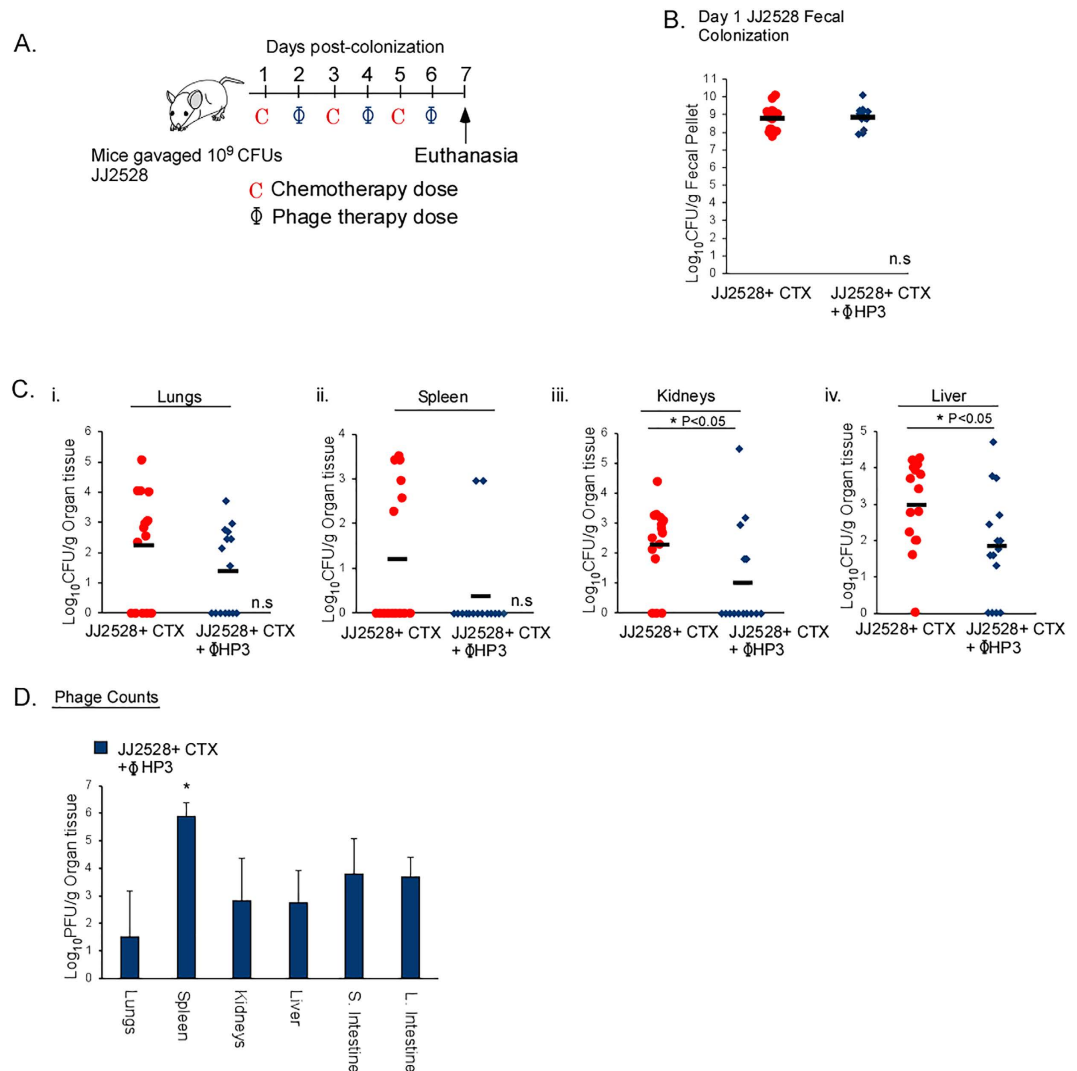 A.
Days post-colonization
1 2 3 4 5 6 7
C Φ C Φ C Φ
Euthanasia
Mice gavaged 10⁹ CFUs
JJ2528
C Chemotherapy dose
Φ Phage therapy dose
B. Day 1 JJ2528 Fecal
Colonization
Log₁₀CFU/g Fecal Pellet
11
10
9
8
7
6
5
4
3
2
1
0
n.s
JJ2528+ CTX
JJ2528+ CTX
+ΦHP3
C.
i.
Lungs
Log₁₀CFU/g Organ tissue
6
5
4
3
2
1
0
n.s
JJ2528+ CTX
JJ2528+ CTX
+ ΦHP3
ii.
Spleen
Log₁₀CFU/g Organ tissue
4
3
2
1
0
n.s
JJ2528+ CTX
JJ2528+ CTX
+ ΦHP3
iii.
Kidneys
* P<0.05
Log₁₀CFU/g Organ tissue
6
5
4
3
2
1
0
JJ2528+ CTX
JJ2528+ CTX
+ ΦHP3
iv.
Liver
* P<0.05
Log₁₀CFU/g Organ tissue
5
4
3
2
1
0
JJ2528+ CTX
JJ2528+ CTX
+ ΦHP3
D. Phage Counts
JJ2528+ CTX
+Φ HP3
Log₁₀PFU/g Organ tissue
7
6
5
4
3
2
1
0
*
Lungs
Spleen
Kidneys
Liver
S. Intestine
L. Intestine